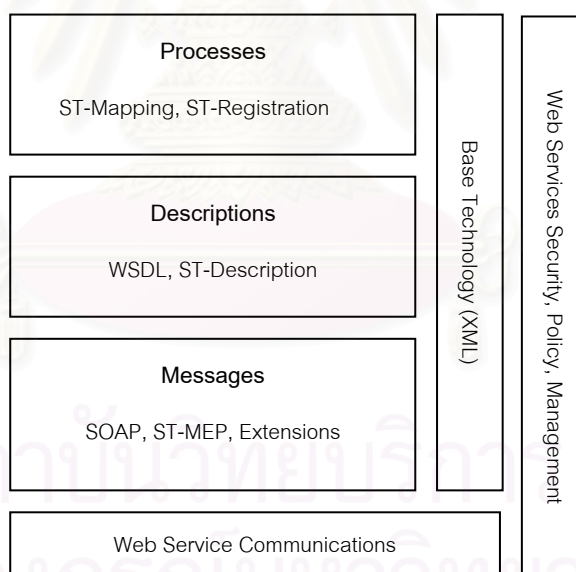 Processes
ST-Mapping, ST-Registration
Descriptions
WSDL, ST-Description
Messages
SOAP, ST-MEP, Extensions
Web Service Communications
Base Technology (XML)
Web Services Security, Policy, Management